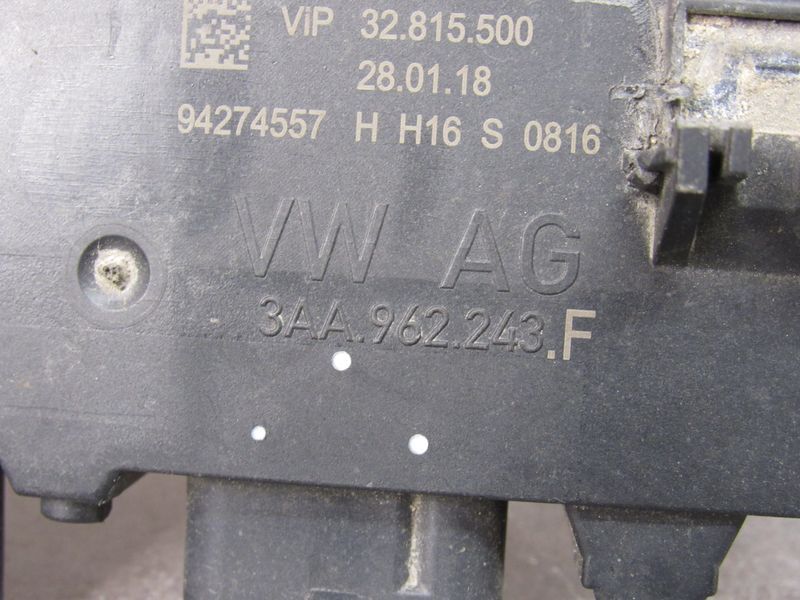 ViP 32.815.500
28.01.18
94274557 H H16 S 0816
VW AG
3AA.962.243.F